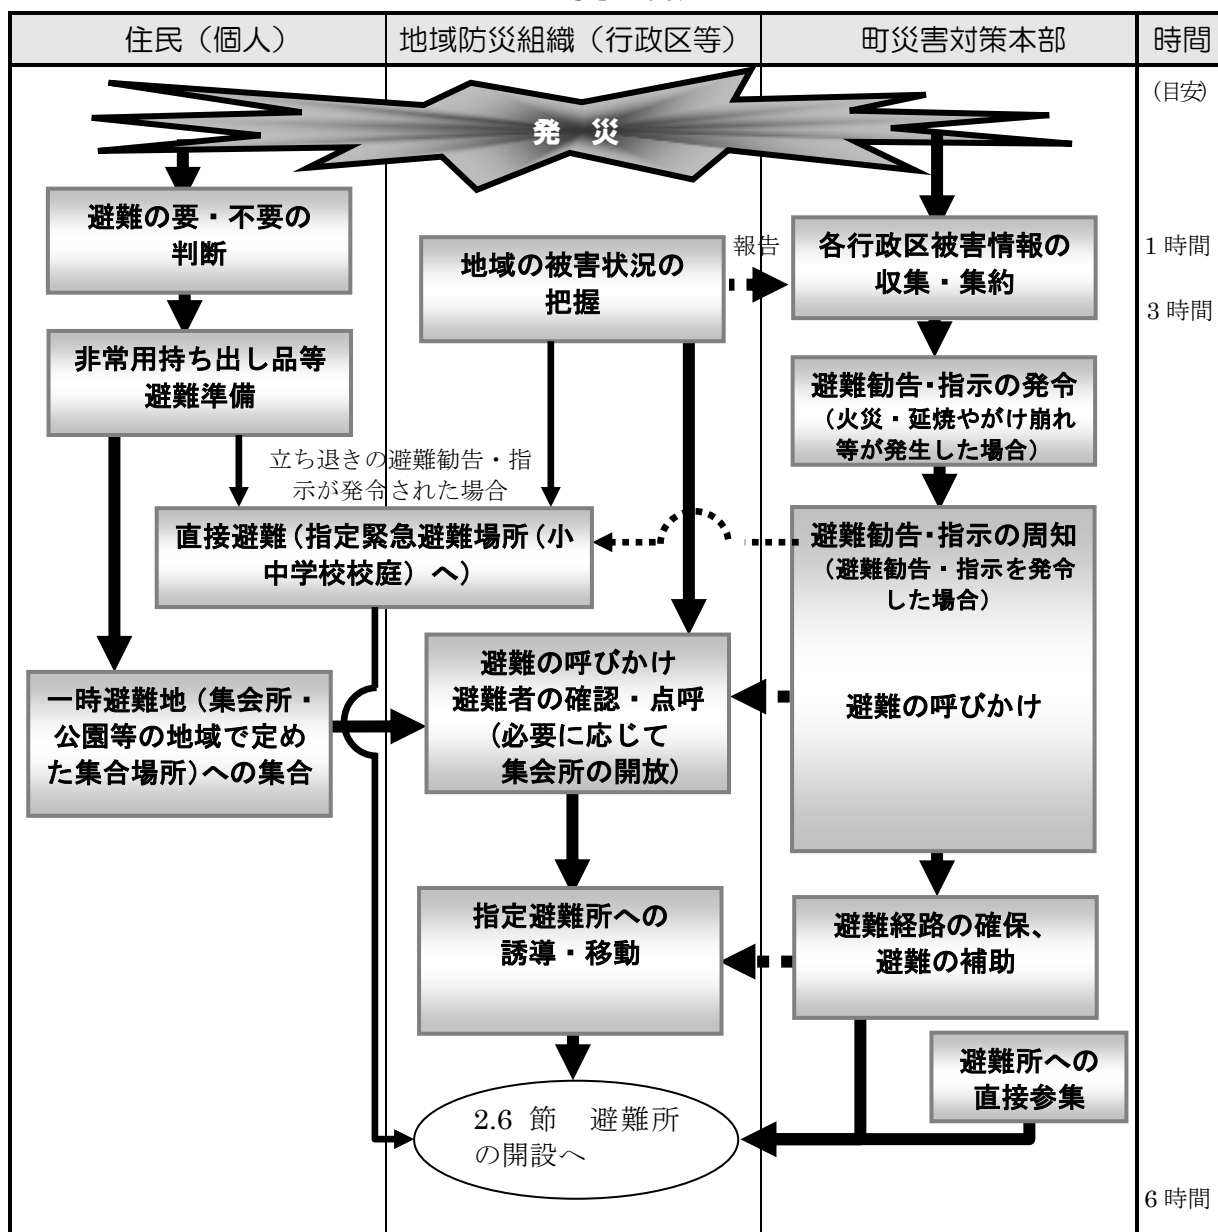 住民（個人）
地域防災組織（行政区等）
町災害対策本部
時間
（目安）
発 災
避難の要・不要の
判断
地域の被害状況の
把握
報告
各行政区被害情報の
収集・集約
1 時間
3 時間
非常用持ち出し品等
避難準備
避難勧告・指示の発令
（火災・延焼やがけ崩れ
等が発生した場合）
立ち退きの避難勧告・指
示が発令された場合
直接避難（指定緊急避難場所（小
中学校校庭）へ）
避難勧告・指示の周知
（避難勧告・指示を発令
した場合）
避難の呼びかけ
一時避難地（集会所・
公園等の地域で定め
た集合場所）への集合
避難の呼びかけ
避難者の確認・点呼
（必要に応じて
集会所の開放）
指定避難所への
誘導・移動
避難経路の確保、
避難の補助
避難所への
直接参集
2.6 節 避難所
の開設へ
6 時間